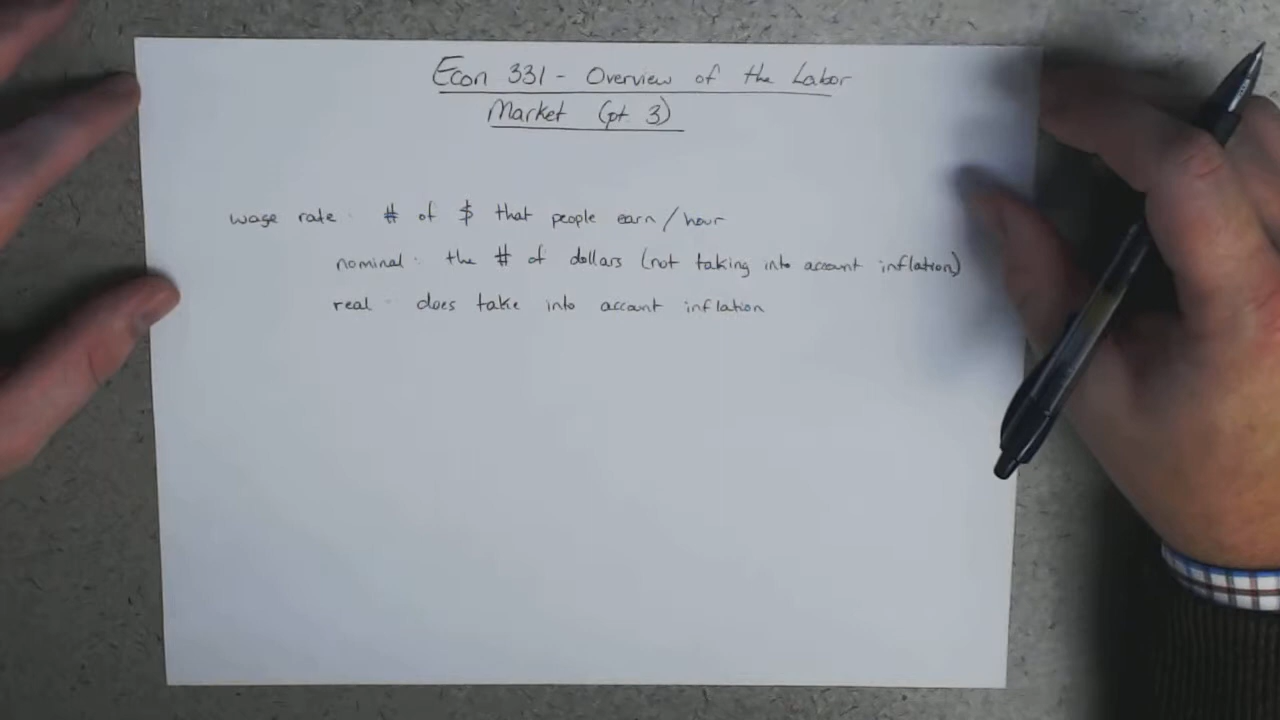 Econ 331 - Overview of the Labor
Market (pt 3)
wage rate: # of $ that people earn/hour
nominal: the # of dollars (not taking into account inflation)
real: does take into account inflation